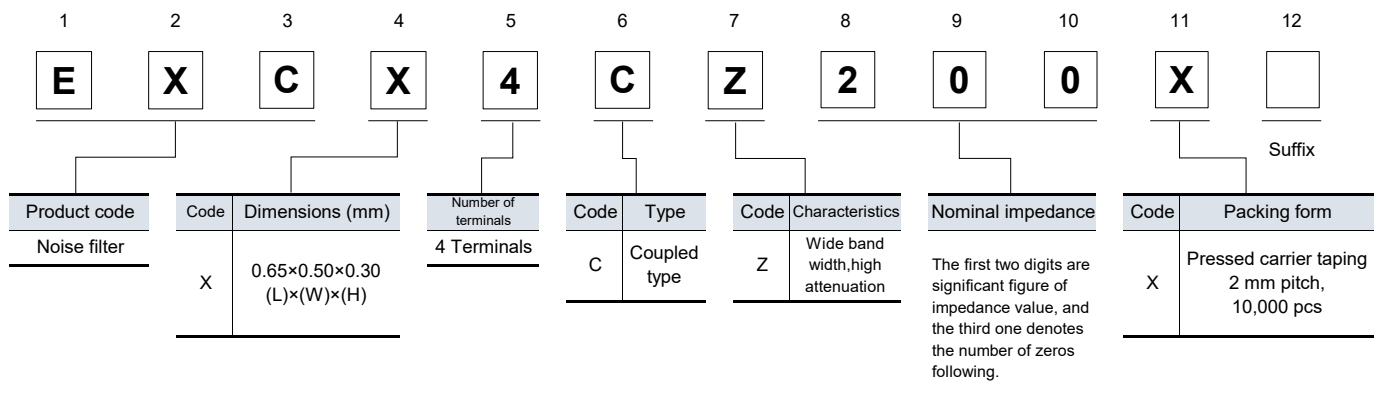 1 2 3 4 5 6 7 8 9 10 11 12
E X C X 4 C Z 2 0 0 X
Suffix
Product code
Noise filter
Code Dimensions (mm)
X
0.65×0.50×0.30
(L)×(W)×(H)
Number of
terminals
4 Terminals
Code Type
C
Coupled
type
Code Characteristics
Z
Wide band
width,high
attenuation
Nominal impedance
The first two digits are
significant figure of
impedance value, and
the third one denotes
the number of zeros
following.
Code Packing form
X
Pressed carrier taping
2 mm pitch,
10,000 pcs